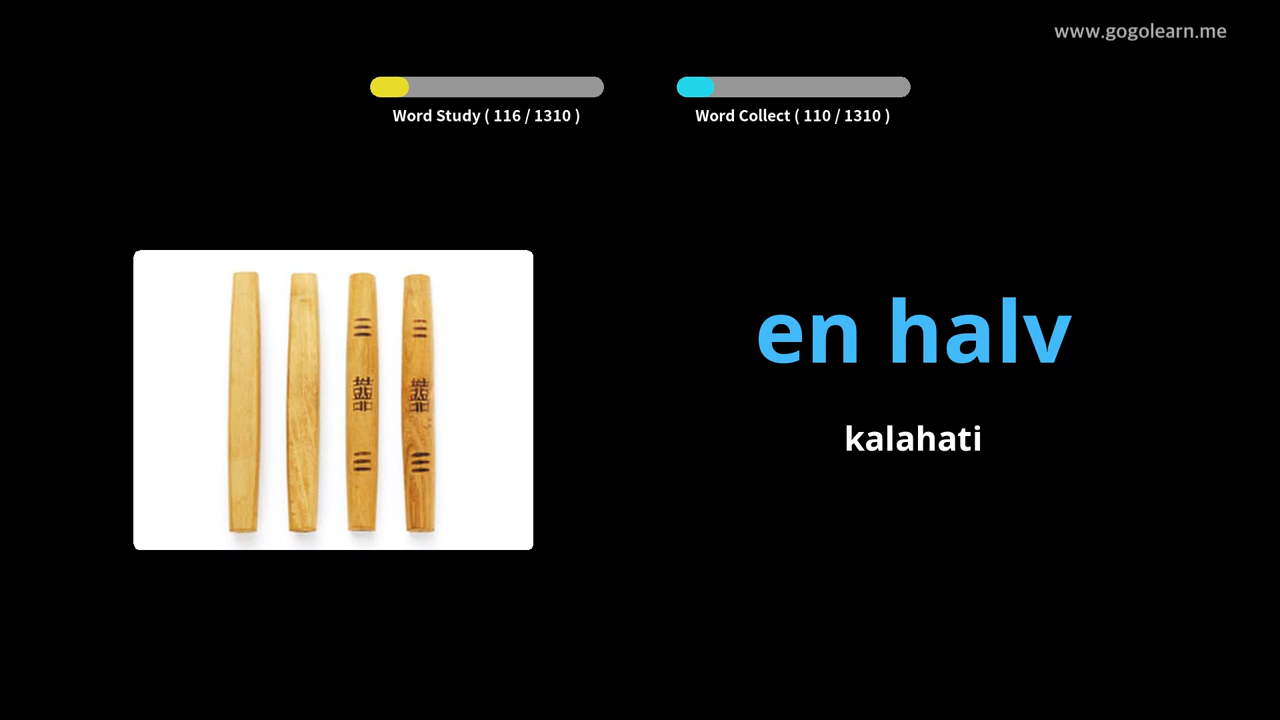 www.gogolearn.me
Word Study ( 116 / 1310 )
Word Collect ( 110 / 1310 )
en halv
kalahati